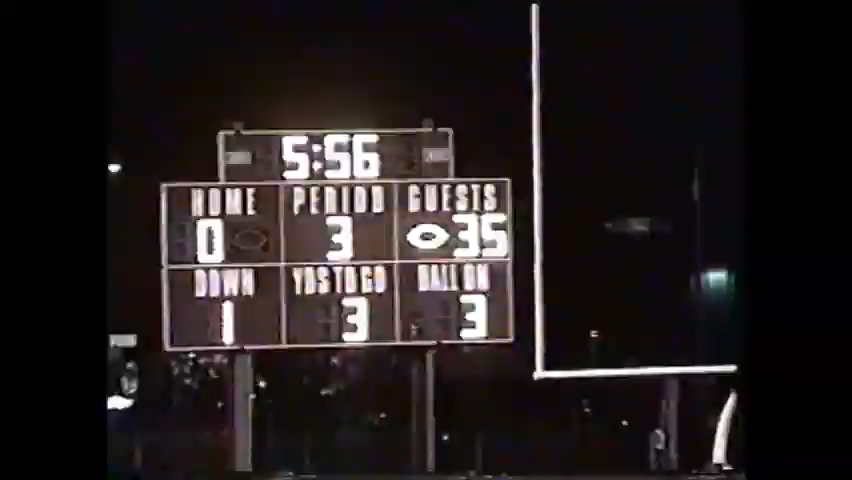 5:56
HOME PERIOD GUESTS
0 3 35
DOWN YDS TO GO BALL ON
1 3 3